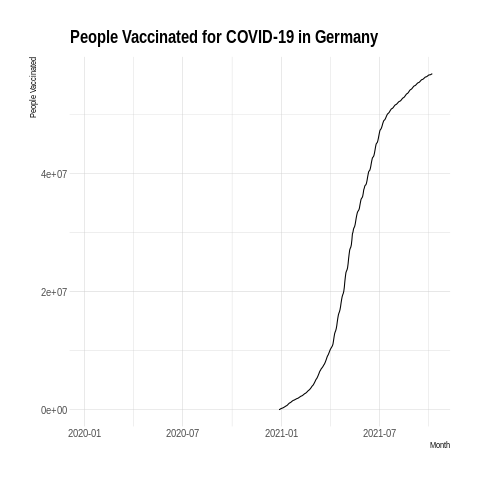 People Vaccinated for COVID-19 in Germany
People Vaccinated
4e+07
2e+07
0e+00
2020-01 2020-07 2021-01 2021-07
Month